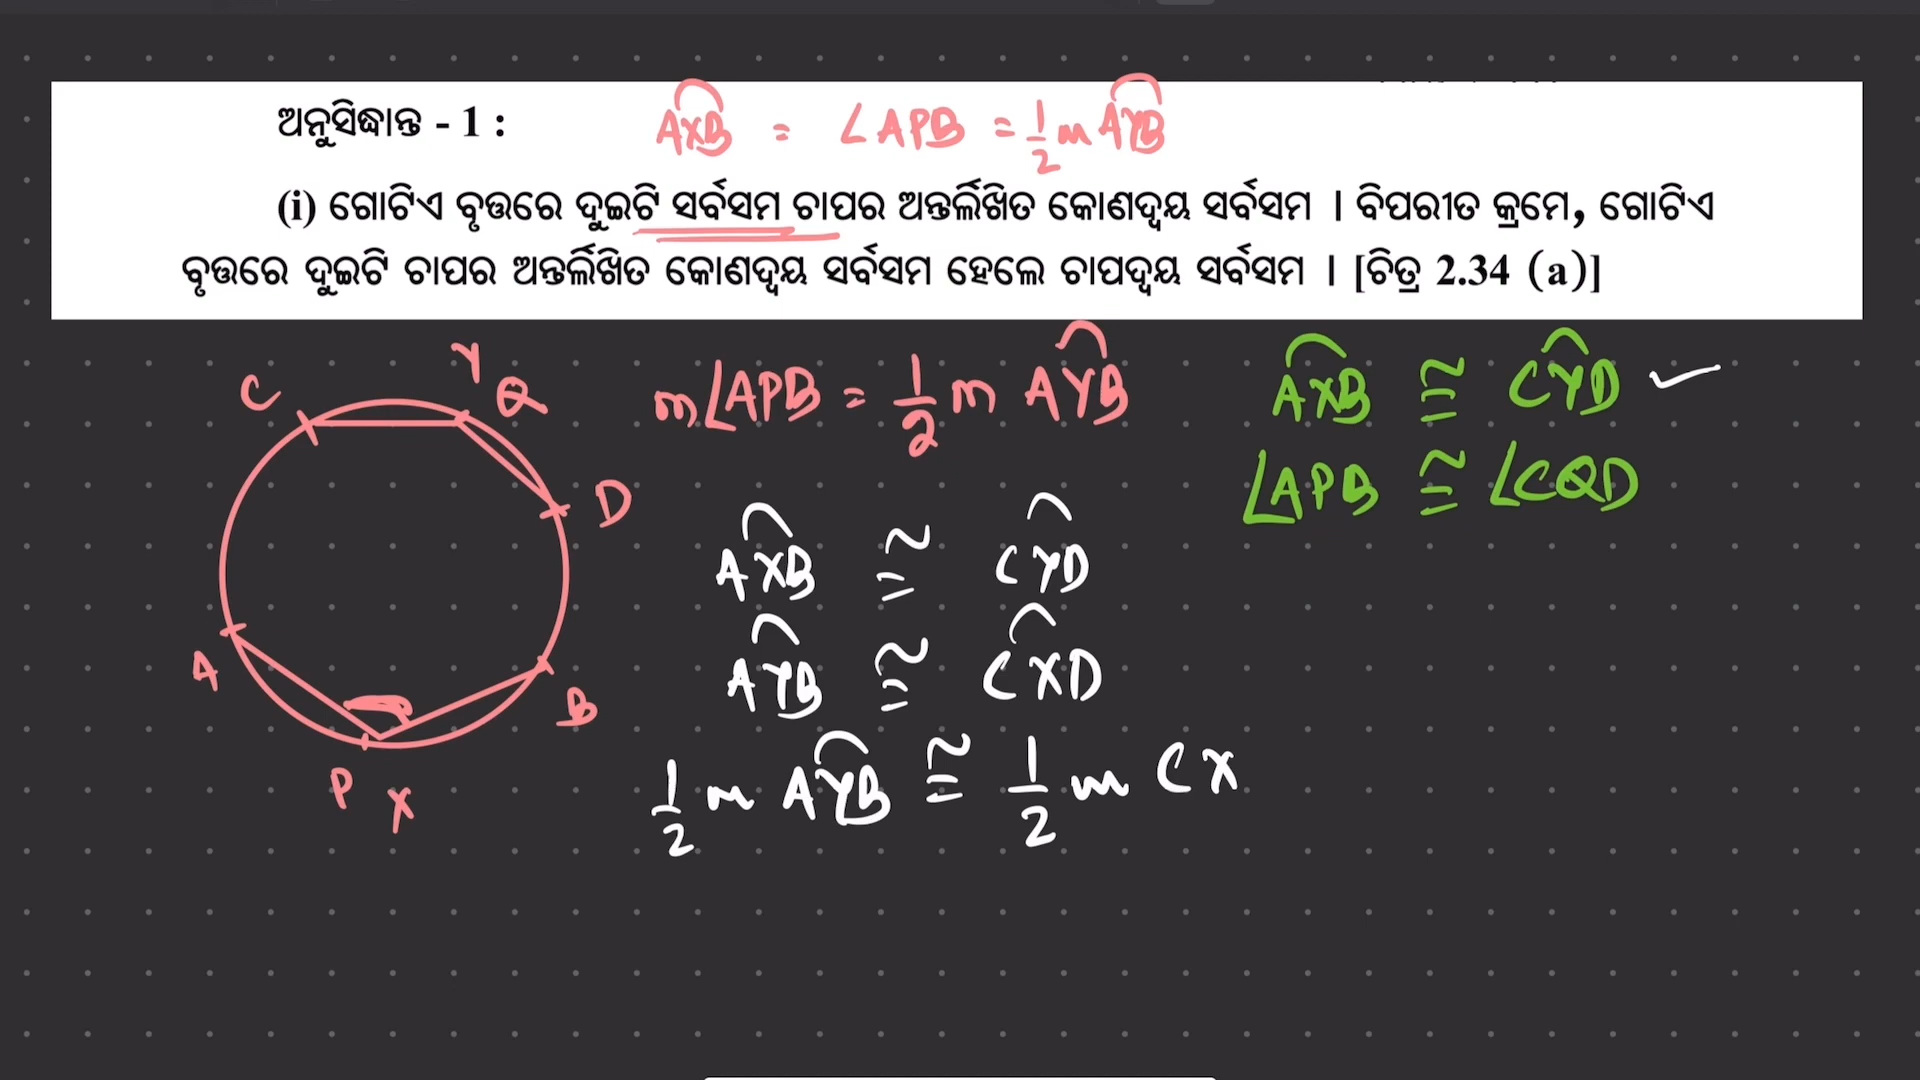 ଅନୁସିଦ୍ଧାନ୍ତ - 1 :
AXB = ∠APB = 1/2 m AYB
(i) ଗୋଟିଏ ବୃତ୍ତରେ ଦୁଇଟି ସର୍ବସମ ଚାପର ଅନ୍ତର୍ଲିଖିତ କୋଣଦ୍ୱୟ ସର୍ବସମ । ବିପରୀତ କ୍ରମେ, ଗୋଟିଏ
ବୃତ୍ତରେ ଦୁଇଟି ଚାପର ଅନ୍ତର୍ଲିଖିତ କୋଣଦ୍ୱୟ ସର୍ବସମ ହେଲେ ଚାପଦ୍ୱୟ ସର୍ବସମ । [ଚିତ୍ର 2.34 (a)]
C Y Q
D
A
B
P X
m∠APB = 1/2 m AYB
AXB ≅ CYD
AYB ≅ CXD
1/2 m AYB ≅ 1/2 m CX
AXB ≅ CYD ✓
∠APB ≅ ∠CQD